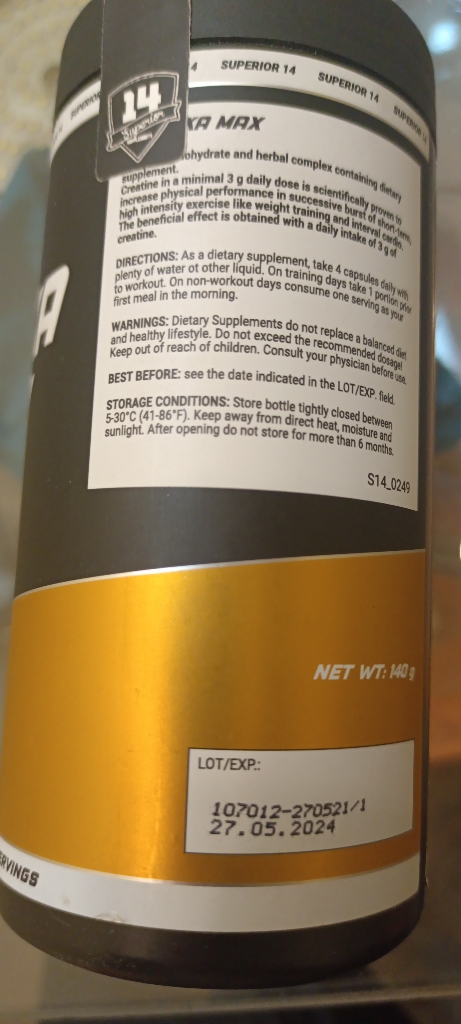 4 SUPERIOR 14 SUPERIOR 14 SUPERIOR 14
14
Superior
XA MAX
ohydrate and herbal complex containing dietary
supplement.
Creatine in a minimal 3 g daily dose is scientifically proven to
increase physical performance in successive burst of short-term,
high intensity exercise like weight training and interval cardio.
The beneficial effect is obtained with a daily intake of 3 g of
creatine.
DIRECTIONS: As a dietary supplement, take 4 capsules daily with
plenty of water ot other liquid. On training days take 1 portion prior
to workout. On non-workout days consume one serving as your
first meal in the morning.
WARNINGS: Dietary Supplements do not replace a balanced diet
and healthy lifestyle. Do not exceed the recommended dosage!
Keep out of reach of children. Consult your physician before use.
BEST BEFORE: see the date indicated in the LOT/EXP. field.
STORAGE CONDITIONS: Store bottle tightly closed between
5-30°C (41-86°F). Keep away from direct heat, moisture and
sunlight. After opening do not store for more than 6 months.
S14_0249
A
NET WT: 140 g
LOT/EXP.:
107012-270521/1
27.05.2024
ERVINGS